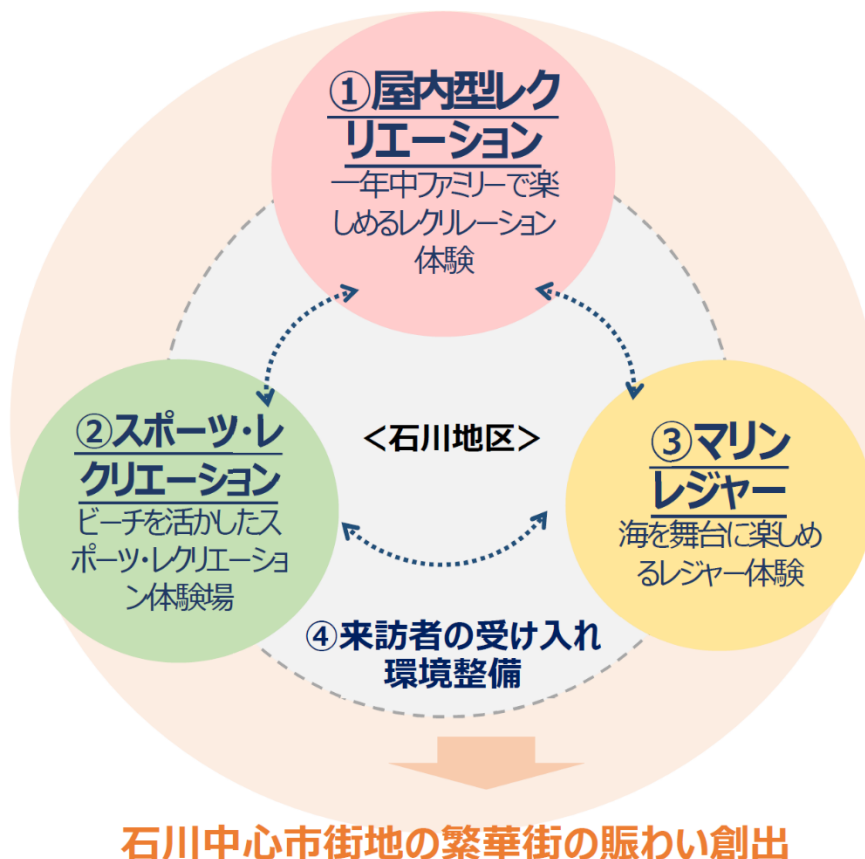 ①屋内型レク
リエーション
一年中ファミリーで楽
しめるレクリレーション
体験
<石川地区>
②スポーツ・レ
クリエーション
ビーチを活かしたス
ポーツ・レクリエーショ
ン体験場
③マリン
レジャー
海を舞台に楽しめ
るレジャー体験
④来訪者の受け入れ
環境整備
石川中心市街地の繁華街の賑わい創出